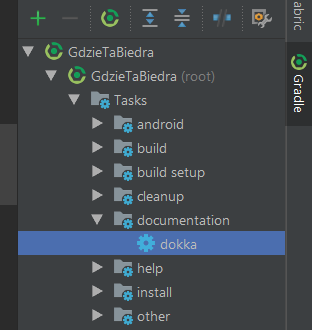 GdzieTaBiedra
GdzieTaBiedra (root)
Tasks
android
build
build setup
cleanup
documentation
dokka
help
install
other
abric
Gradle